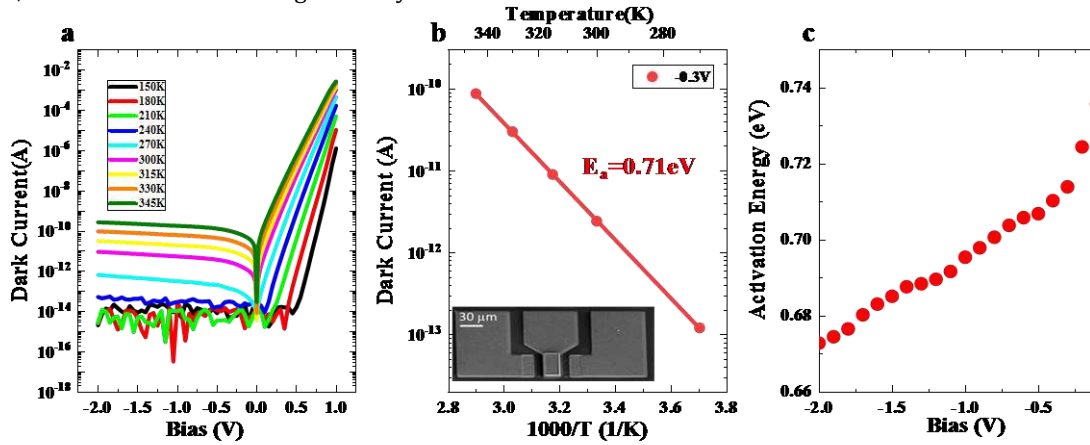 a
10⁰
10⁻²
10⁻⁴
10⁻⁶
10⁻⁸
10⁻¹⁰
10⁻¹²
10⁻¹⁴
10⁻¹⁶
10⁻¹⁸
Dark Current(A)
150K
180K
210K
240K
270K
300K
315K
330K
345K
-2.0 -1.5 -1.0 -0.5 0.0 0.5 1.0
Bias (V)
b
Temperature(K)
340 320 300 280
-0.3V
10⁻¹⁰
10⁻¹¹
10⁻¹²
10⁻¹³
Dark Current (A)
Eₐ=0.71eV
30 μm
2.8 3.0 3.2 3.4 3.6 3.8
1000/T (1/K)
c
0.74
0.72
0.70
0.68
0.66
Activation Energy (eV)
-2.0 -1.5 -1.0 -0.5
Bias (V)